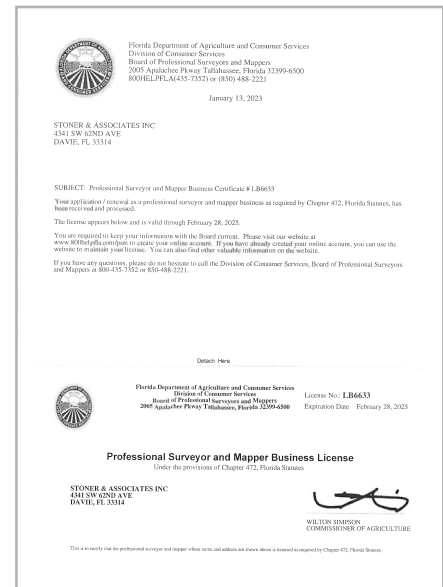 Florida Department of Agriculture and Consumer Services
Division of Consumer Services
Board of Professional Surveyors and Mappers
2005 Apalachee Pkway Tallahassee, Florida 32399-6500
800HELPFLA(435-7352) or (850) 488-2221
January 13, 2023
STONER & ASSOCIATES INC
4341 SW 62ND AVE
DAVIE, FL 33314
SUBJECT: Professional Surveyor and Mapper Business Certificate # LB6633
Your application / renewal as a professional surveyor and mapper business as required by Chapter 472, Florida Statutes, has
been received and processed.
The license appears below and is valid through February 28, 2025.
You are required to keep your information with the Board current. Please visit our website at
www.800helpfla.com/psm to create your online account. If you have already created your online account, you can use the
website to maintain your license. You can also find other valuable information on the website.
If you have any questions, please do not hesitate to call the Division of Consumer Services, Board of Professional Surveyors
and Mappers at 800-435-7352 or 850-488-2221.
Detach Here
Florida Department of Agriculture and Consumer Services
Division of Consumer Services
Board of Professional Surveyors and Mappers
2005 Apalachee Pkway Tallahassee, Florida 32399-6500
License No.: LB6633
Expiration Date February 28, 2025
Professional Surveyor and Mapper Business License
Under the provisions of Chapter 472, Florida Statutes
STONER & ASSOCIATES INC
4341 SW 62ND AVE
DAVIE, FL 33314
WILTON SIMPSON
COMMISSIONER OF AGRICULTURE
This is to certify that the professional surveyor and mapper whose name and address are shown above is licensed as required by Chapter 472, Florida Statutes.